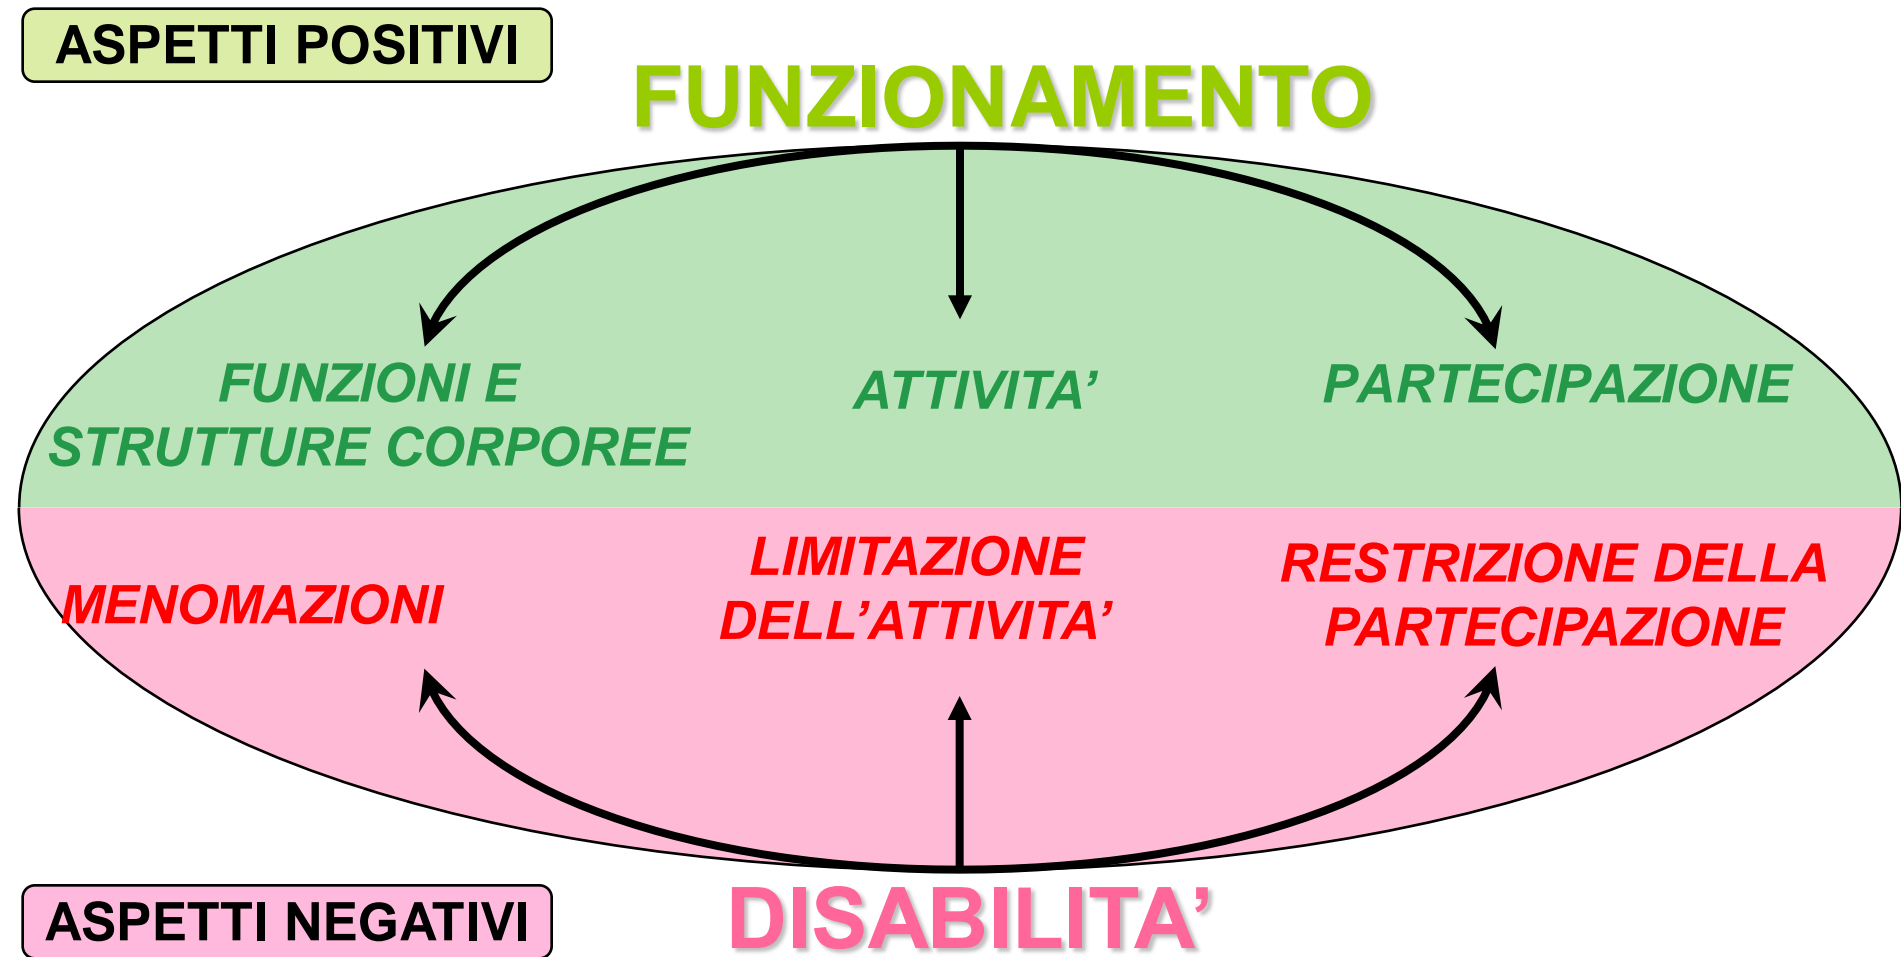 ASPETTI POSITIVI
FUNZIONAMENTO
FUNZIONI E
STRUTTURE CORPOREE
ATTIVITA’
PARTECIPAZIONE
MENOMAZIONI
LIMITAZIONE
DELL’ATTIVITA’
RESTRIZIONE DELLA
PARTECIPAZIONE
ASPETTI NEGATIVI
DISABILITA’